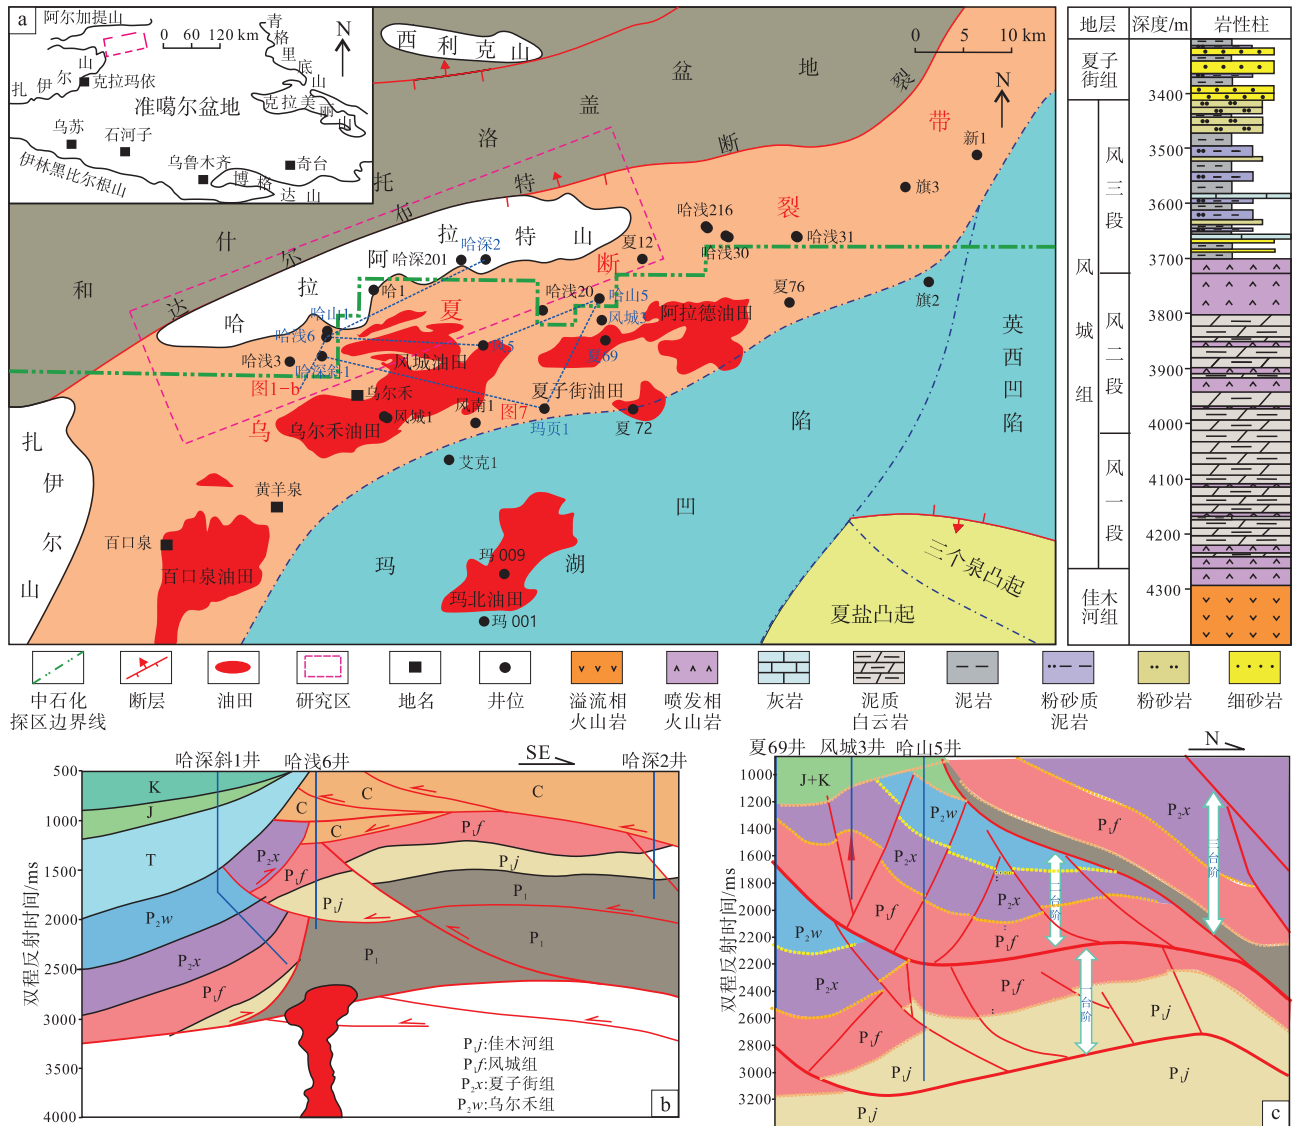 a
阿尔加提山
0 60 120 km
N
青格里底山
扎伊尔山
克拉玛依
准噶尔盆地
克拉美丽山
乌苏
石河子
乌鲁木齐
奇台
伊林黑比尔根山
博格达山
西利克山
0 5 10 km
N
和什托洛盖盆地
达尔布特断裂
哈拉阿拉特山
乌夏断裂带
新1
旗3
哈浅216
哈浅30
哈浅31
夏12
哈深2
哈深201
哈1
哈浅20
哈山5
风城3
阿拉德油田
夏76
旗2
哈山1
哈浅6
哈浅3
哈深斜1
风城油田
夏69
夏子街油田
图1-b
乌尔禾
风城1
乌尔禾油田
风南1
图7
玛页1
夏72
艾克1
英西凹陷
玛湖凹陷
扎伊尔山
黄羊泉
百口泉
百口泉油田
玛009
玛北油田
玛001
三个泉凸起
夏盐凸起
地层
深度/m
岩性柱
夏子街组
风城组
风三段
风二段
风一段
佳木河组
3400
3500
3600
3700
3800
3900
4000
4100
4200
4300
中石化探区边界线
断层
油田
研究区
地名
井位
溢流相火山岩
喷发相火山岩
灰岩
泥质白云岩
泥岩
粉砂质泥岩
粉砂岩
细砂岩
哈深斜1井
哈浅6井
SE
哈深2井
双程反射时间/ms
500
1000
1500
2000
2500
3000
3500
4000
K
J
T
P₂w
P₂x
P₁f
C
C
C
P₂x
P₁f
P₁j
P₁f
P₁j
P₁
P₁
P₁
P₁j:佳木河组
P₁f:风城组
P₂x:夏子街组
P₂w:乌尔禾组
b
夏69井
风城3井
哈山5井
N
双程反射时间/ms
1000
1200
1400
1600
1800
2000
2200
2400
2600
2800
3000
3200
J+K
P₂w
P₂x
P₁f
P₂x
P₁f
P₂x
P₁f
P₂w
P₂x
P₁f
P₁f
P₁j
P₁j
P₁j
P₁j
三台阶
二台阶
一台阶
c